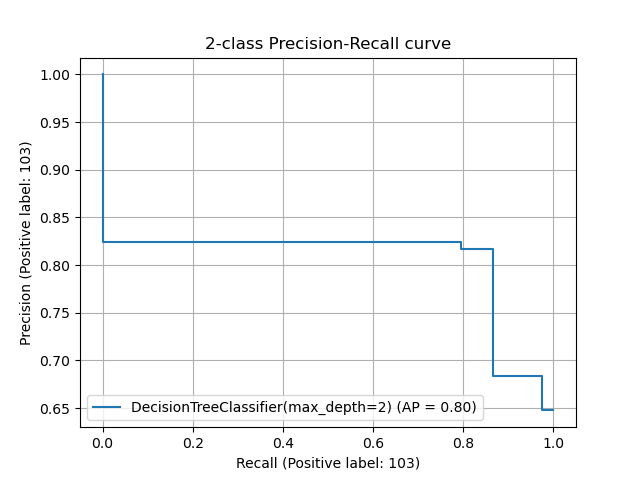 2-class Precision-Recall curve
1.00
0.95
0.90
0.85
0.80
0.75
0.70
0.65
Precision (Positive label: 103)
DecisionTreeClassifier(max_depth=2) (AP = 0.80)
0.0 0.2 0.4 0.6 0.8 1.0
Recall (Positive label: 103)